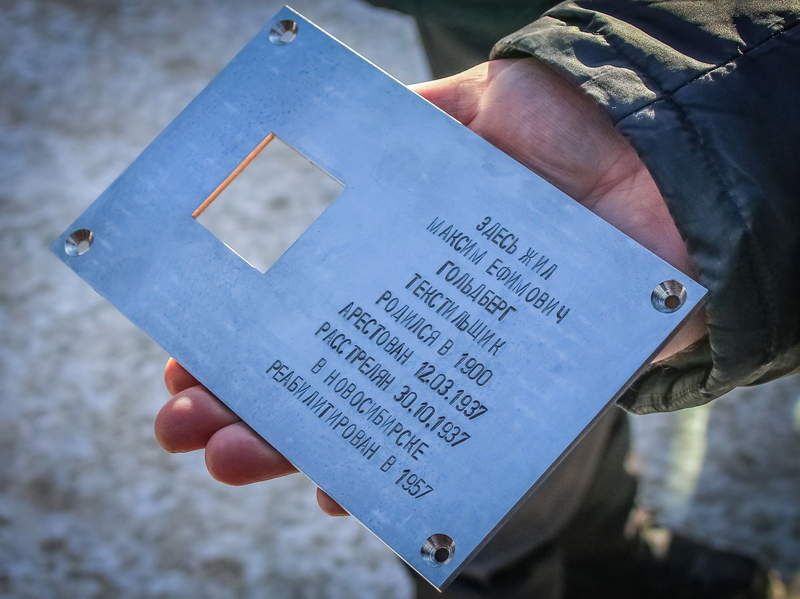 ЗДЕСЬ ЖИЛ
МАКСИМ ЕФИМОВИЧ
ГОЛЬДБЕРГ
ТЕКСТИЛЬЩИК
РОДИЛСЯ В 1900
АРЕСТОВАН 12.03.1937
РАССТРЕЛЯН 30.10.1937
В НОВОСИБИРСКЕ
РЕАБИЛИТИРОВАН В 1957